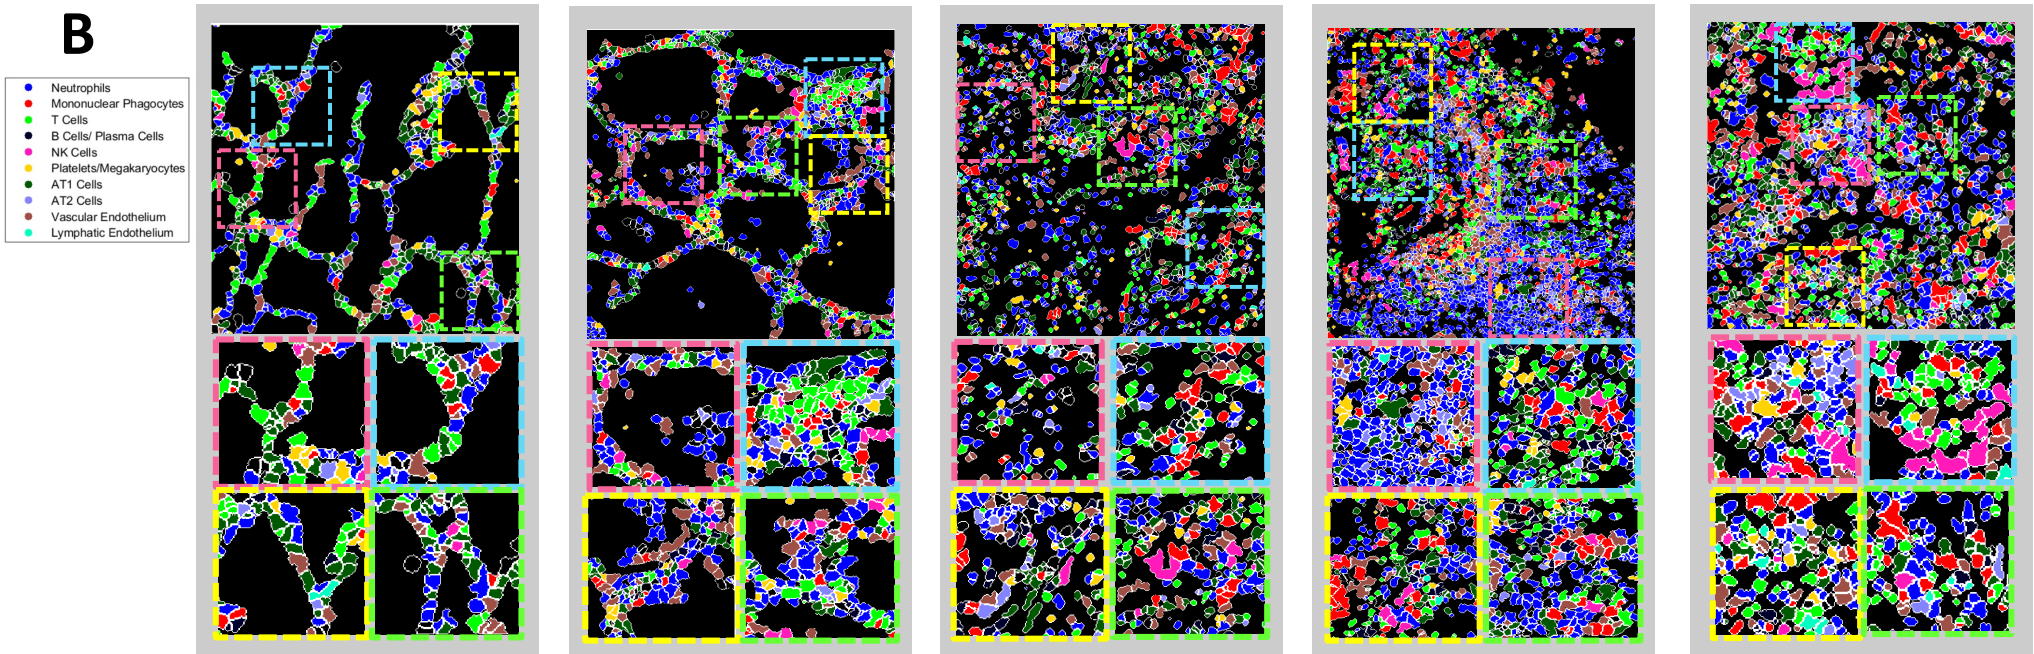 B
Neutrophils
Mononuclear Phagocytes
T Cells
B Cells/ Plasma Cells
NK Cells
Platelets/Megakaryocytes
AT1 Cells
AT2 Cells
Vascular Endothelium
Lymphatic Endothelium